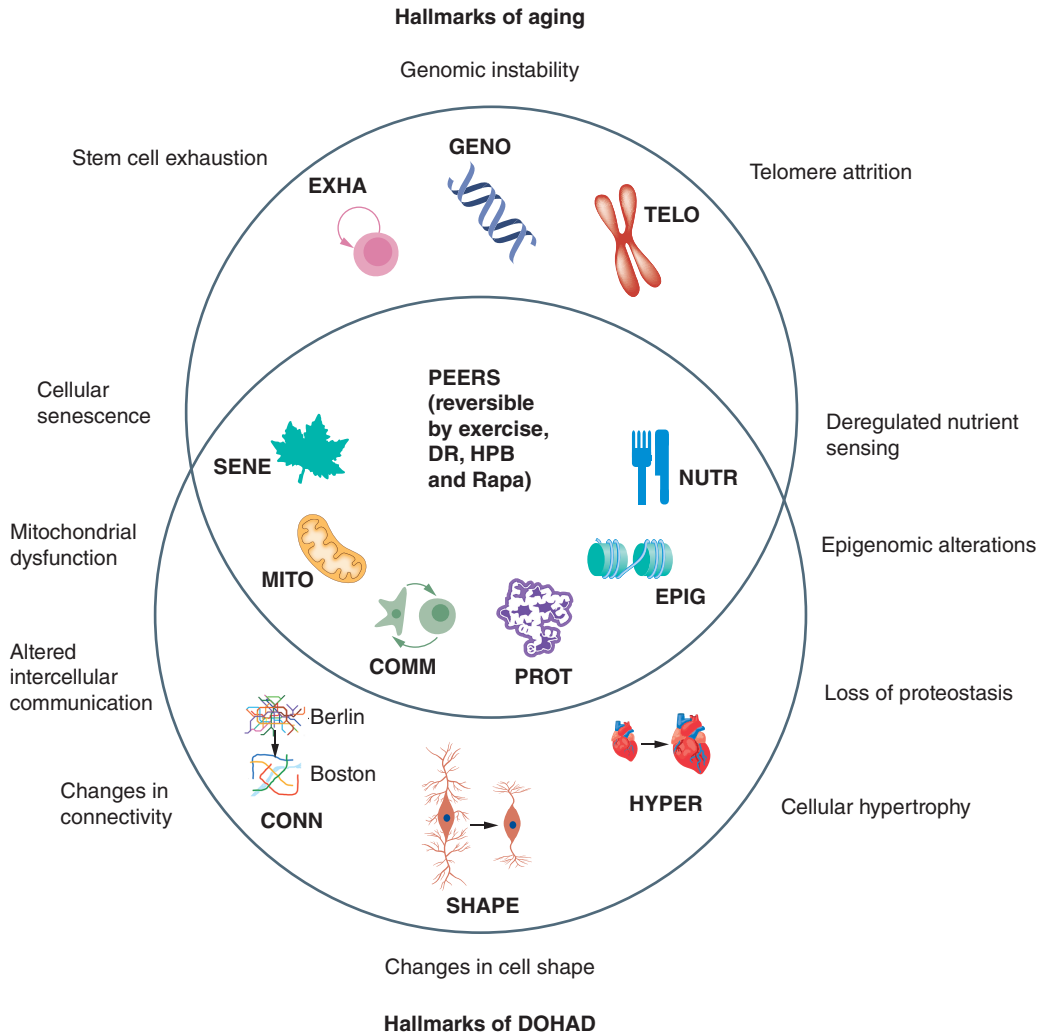 Hallmarks of aging
Genomic instability
Stem cell exhaustion
GENO
Telomere attrition
EXHA
TELO
Cellular
senescence
PEERS
(reversible
by exercise,
DR, HPB
and Rapa)
Deregulated nutrient
sensing
SENE
NUTR
Mitochondrial
dysfunction
Epigenomic alterations
MITO
EPIG
COMM
PROT
Altered
intercellular
communication
Loss of proteostasis
Berlin
Boston
Changes in
connectivity
CONN
HYPER
Cellular hypertrophy
SHAPE
Changes in cell shape
Hallmarks of DOHAD